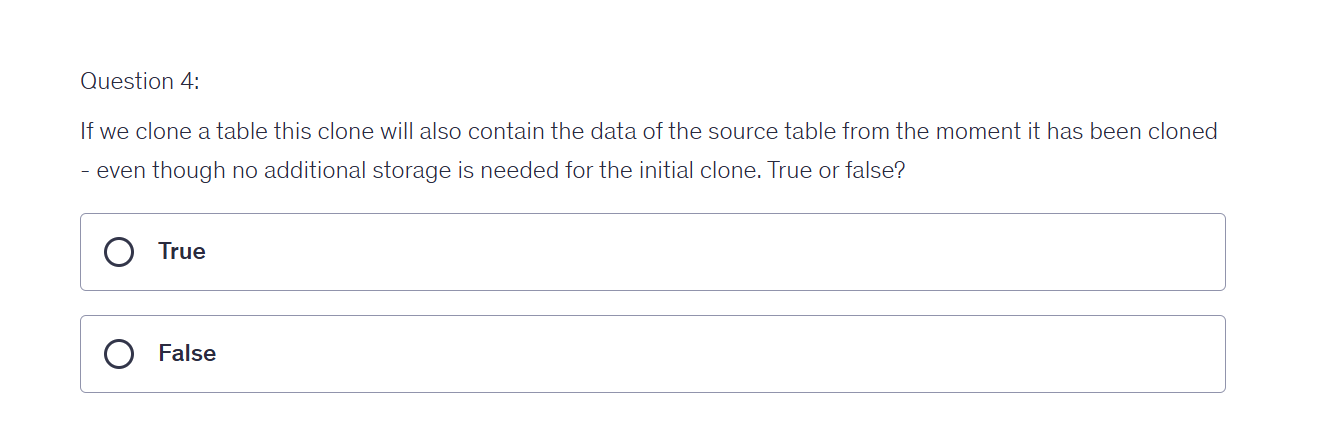 Question 4:
If we clone a table this clone will also contain the data of the source table from the moment it has been cloned
- even though no additional storage is needed for the initial clone. True or false?
True
False